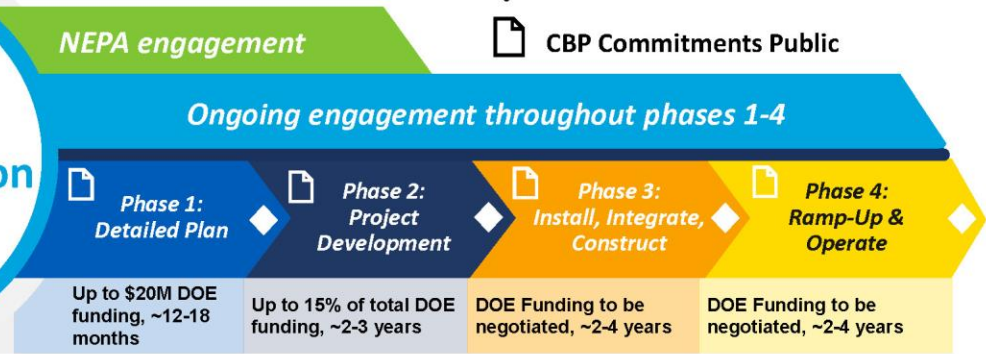 NEPA engagement
CBP Commitments Public
Ongoing engagement throughout phases 1-4
on
Phase 1:
Detailed Plan
Phase 2:
Project
Development
Phase 3:
Install, Integrate,
Construct
Phase 4:
Ramp-Up &
Operate
Up to $20M DOE
funding, ~12-18
months
Up to 15% of total DOE
funding, ~2-3 years
DOE Funding to be
negotiated, ~2-4 years
DOE Funding to be
negotiated, ~2-4 years